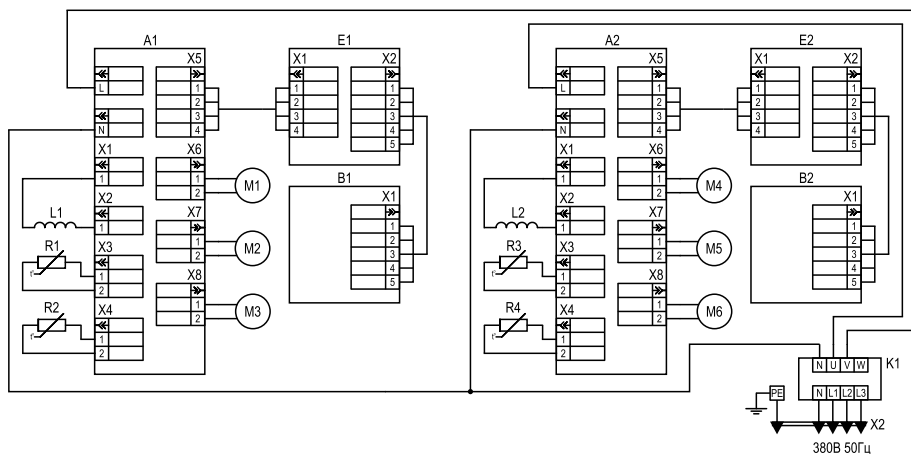 A1 E1 A2 E2
X5 X1 X2 X5 X1 X2
L 1 1 1 L 1 1 1
2 2 2 2 2 2
3 3 3 3 3 3
N 4 4 4 N 4 4 4
5 5
X1 X6 X1 X6
1 1 M1 1 1 M4
2 2
B1 B2
X2 X7 X1 X2 X7 X1
L1 1 L2 1
1 M2 1 1 M5 1
2 2 2 2
R1 X3 3 R3 X3 3
t° 1 X8 4 t° 1 X8 4
2 5 2 5
R2 X4 1 M3 R4 X4 1 M6
2 2
t° 1 t° 1
2 2
N U V W K1
PE N L1 L2 L3
X2
380В 50Гц